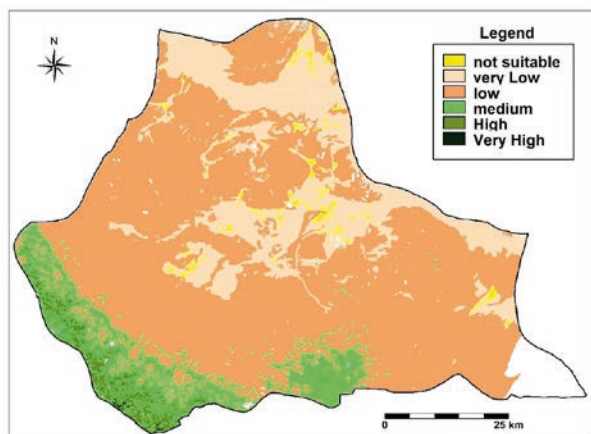 N
Legend
not suitable
very Low
low
medium
High
Very High
0 25 km